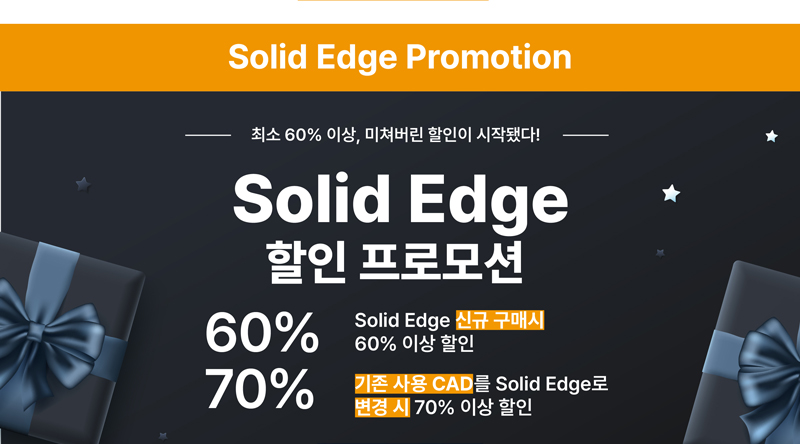 Solid Edge Promotion
최소 60% 이상, 미쳐버린 할인이 시작됐다!
Solid Edge
할인 프로모션
60%
Solid Edge 신규 구매시
60% 이상 할인
70%
기존 사용 CAD를 Solid Edge로
변경 시 70% 이상 할인